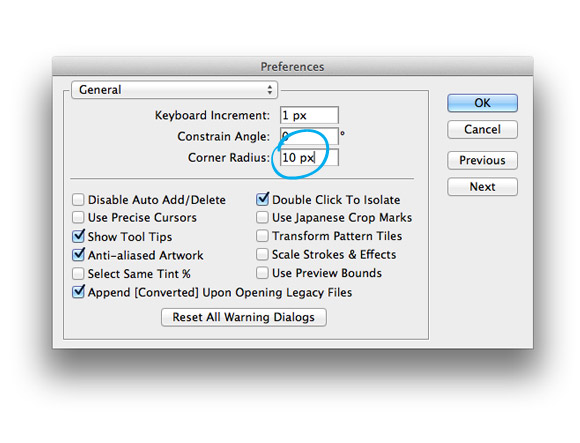 Preferences
General
Keyboard Increment: 1 px
Constrain Angle: 0 °
Corner Radius: 10 px
OK
Cancel
Previous
Next
Disable Auto Add/Delete
Double Click To Isolate
Use Precise Cursors
Use Japanese Crop Marks
Show Tool Tips
Transform Pattern Tiles
Anti-aliased Artwork
Scale Strokes & Effects
Select Same Tint %
Use Preview Bounds
Append [Converted] Upon Opening Legacy Files
Reset All Warning Dialogs